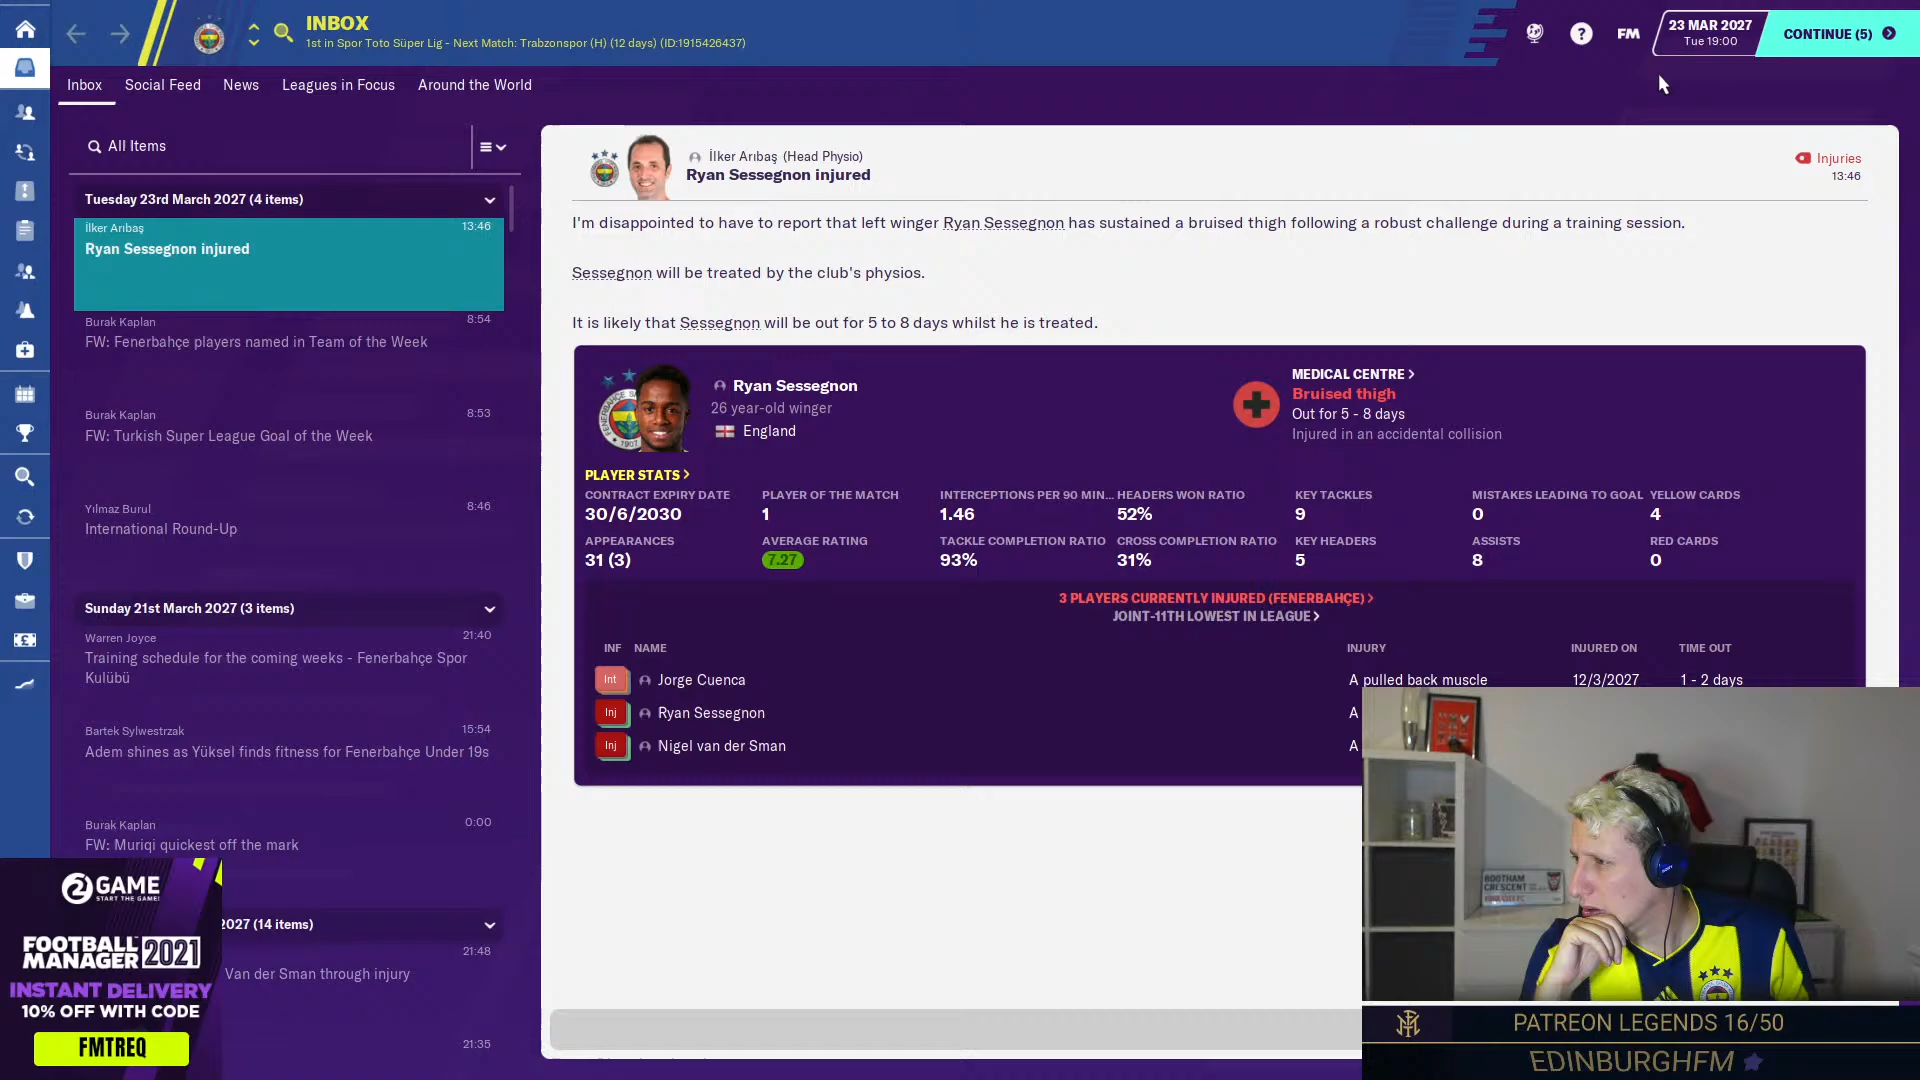 INBOX
1st in Spor Toto Süper Lig - Next Match: Trabzonspor (H) (12 days) (ID:1915426437)
FM
23 MAR 2027
Tue 19:00
CONTINUE (5)
Inbox
Social Feed
News
Leagues in Focus
Around the World
All Items
Tuesday 23rd March 2027 (4 items)
İlker Arıbaş
13:46
Ryan Sessegnon injured
Burak Kaplan
8:54
FW: Fenerbahçe players named in Team of the Week
Burak Kaplan
8:53
FW: Turkish Super League Goal of the Week
Yılmaz Burul
8:46
International Round-Up
Sunday 21st March 2027 (3 items)
Warren Joyce
21:40
Training schedule for the coming weeks - Fenerbahçe Spor
Kulübü
Bartek Sylwestrzak
15:54
Adem shines as Yüksel finds fitness for Fenerbahçe Under 19s
Burak Kaplan
0:00
FW: Muriqi quickest off the mark
2027 (14 items)
21:48
Van der Sman through injury
21:35
İlker Arıbaş (Head Physio)
Ryan Sessegnon injured
Injuries
13:46
I'm disappointed to have to report that left winger Ryan Sessegnon has sustained a bruised thigh following a robust challenge during a training session.
Sessegnon will be treated by the club's physios.
It is likely that Sessegnon will be out for 5 to 8 days whilst he is treated.
Ryan Sessegnon
26 year-old winger
England
MEDICAL CENTRE
Bruised thigh
Out for 5 - 8 days
Injured in an accidental collision
PLAYER STATS
CONTRACT EXPIRY DATE
PLAYER OF THE MATCH
INTERCEPTIONS PER 90 MIN...
HEADERS WON RATIO
KEY TACKLES
MISTAKES LEADING TO GOAL
YELLOW CARDS
30/6/2030
1
1.46
52%
9
0
4
APPEARANCES
AVERAGE RATING
TACKLE COMPLETION RATIO
CROSS COMPLETION RATIO
KEY HEADERS
ASSISTS
RED CARDS
31 (3)
7.27
93%
31%
5
8
0
3 PLAYERS CURRENTLY INJURED (FENERBAHÇE)
JOINT-11TH LOWEST IN LEAGUE
INF
NAME
INJURY
INJURED ON
TIME OUT
Int
Jorge Cuenca
A pulled back muscle
12/3/2027
1 - 2 days
Inj
Ryan Sessegnon
A
Inj
Nigel van der Sman
A
2GAME
START THE GAME!
FOOTBALL
MANAGER 2021
INSTANT DELIVERY
10% OFF WITH CODE
FMTREQ
BOOTHAM
CRESCENT
PATREON LEGENDS 16/50
EDINBURGHFM